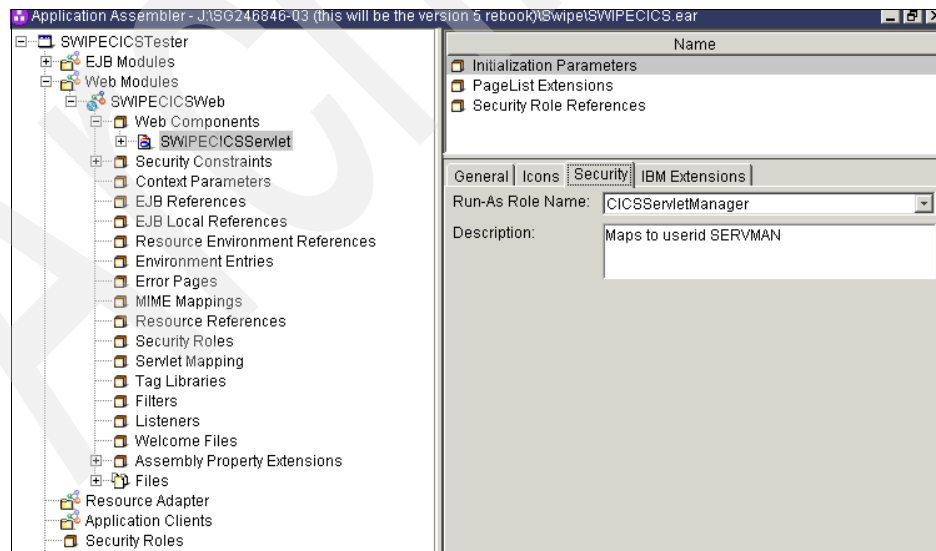 Application Assembler - J:\SG246846-03 (this will be the version 5 rebook)\Swipe\SWIPECICS.ear
SWIPECICSTester
EJB Modules
Web Modules
SWIPECICSWeb
Web Components
SWIPECICSServlet
Security Constraints
Context Parameters
EJB References
EJB Local References
Resource Environment References
Environment Entries
Error Pages
MIME Mappings
Resource References
Security Roles
Servlet Mapping
Tag Libraries
Filters
Listeners
Welcome Files
Assembly Property Extensions
Files
Resource Adapter
Application Clients
Security Roles
Name
Initialization Parameters
PageList Extensions
Security Role References
General Icons Security IBM Extensions
Run-As Role Name: CICSServletManager
Description: Maps to userid SERVMAN